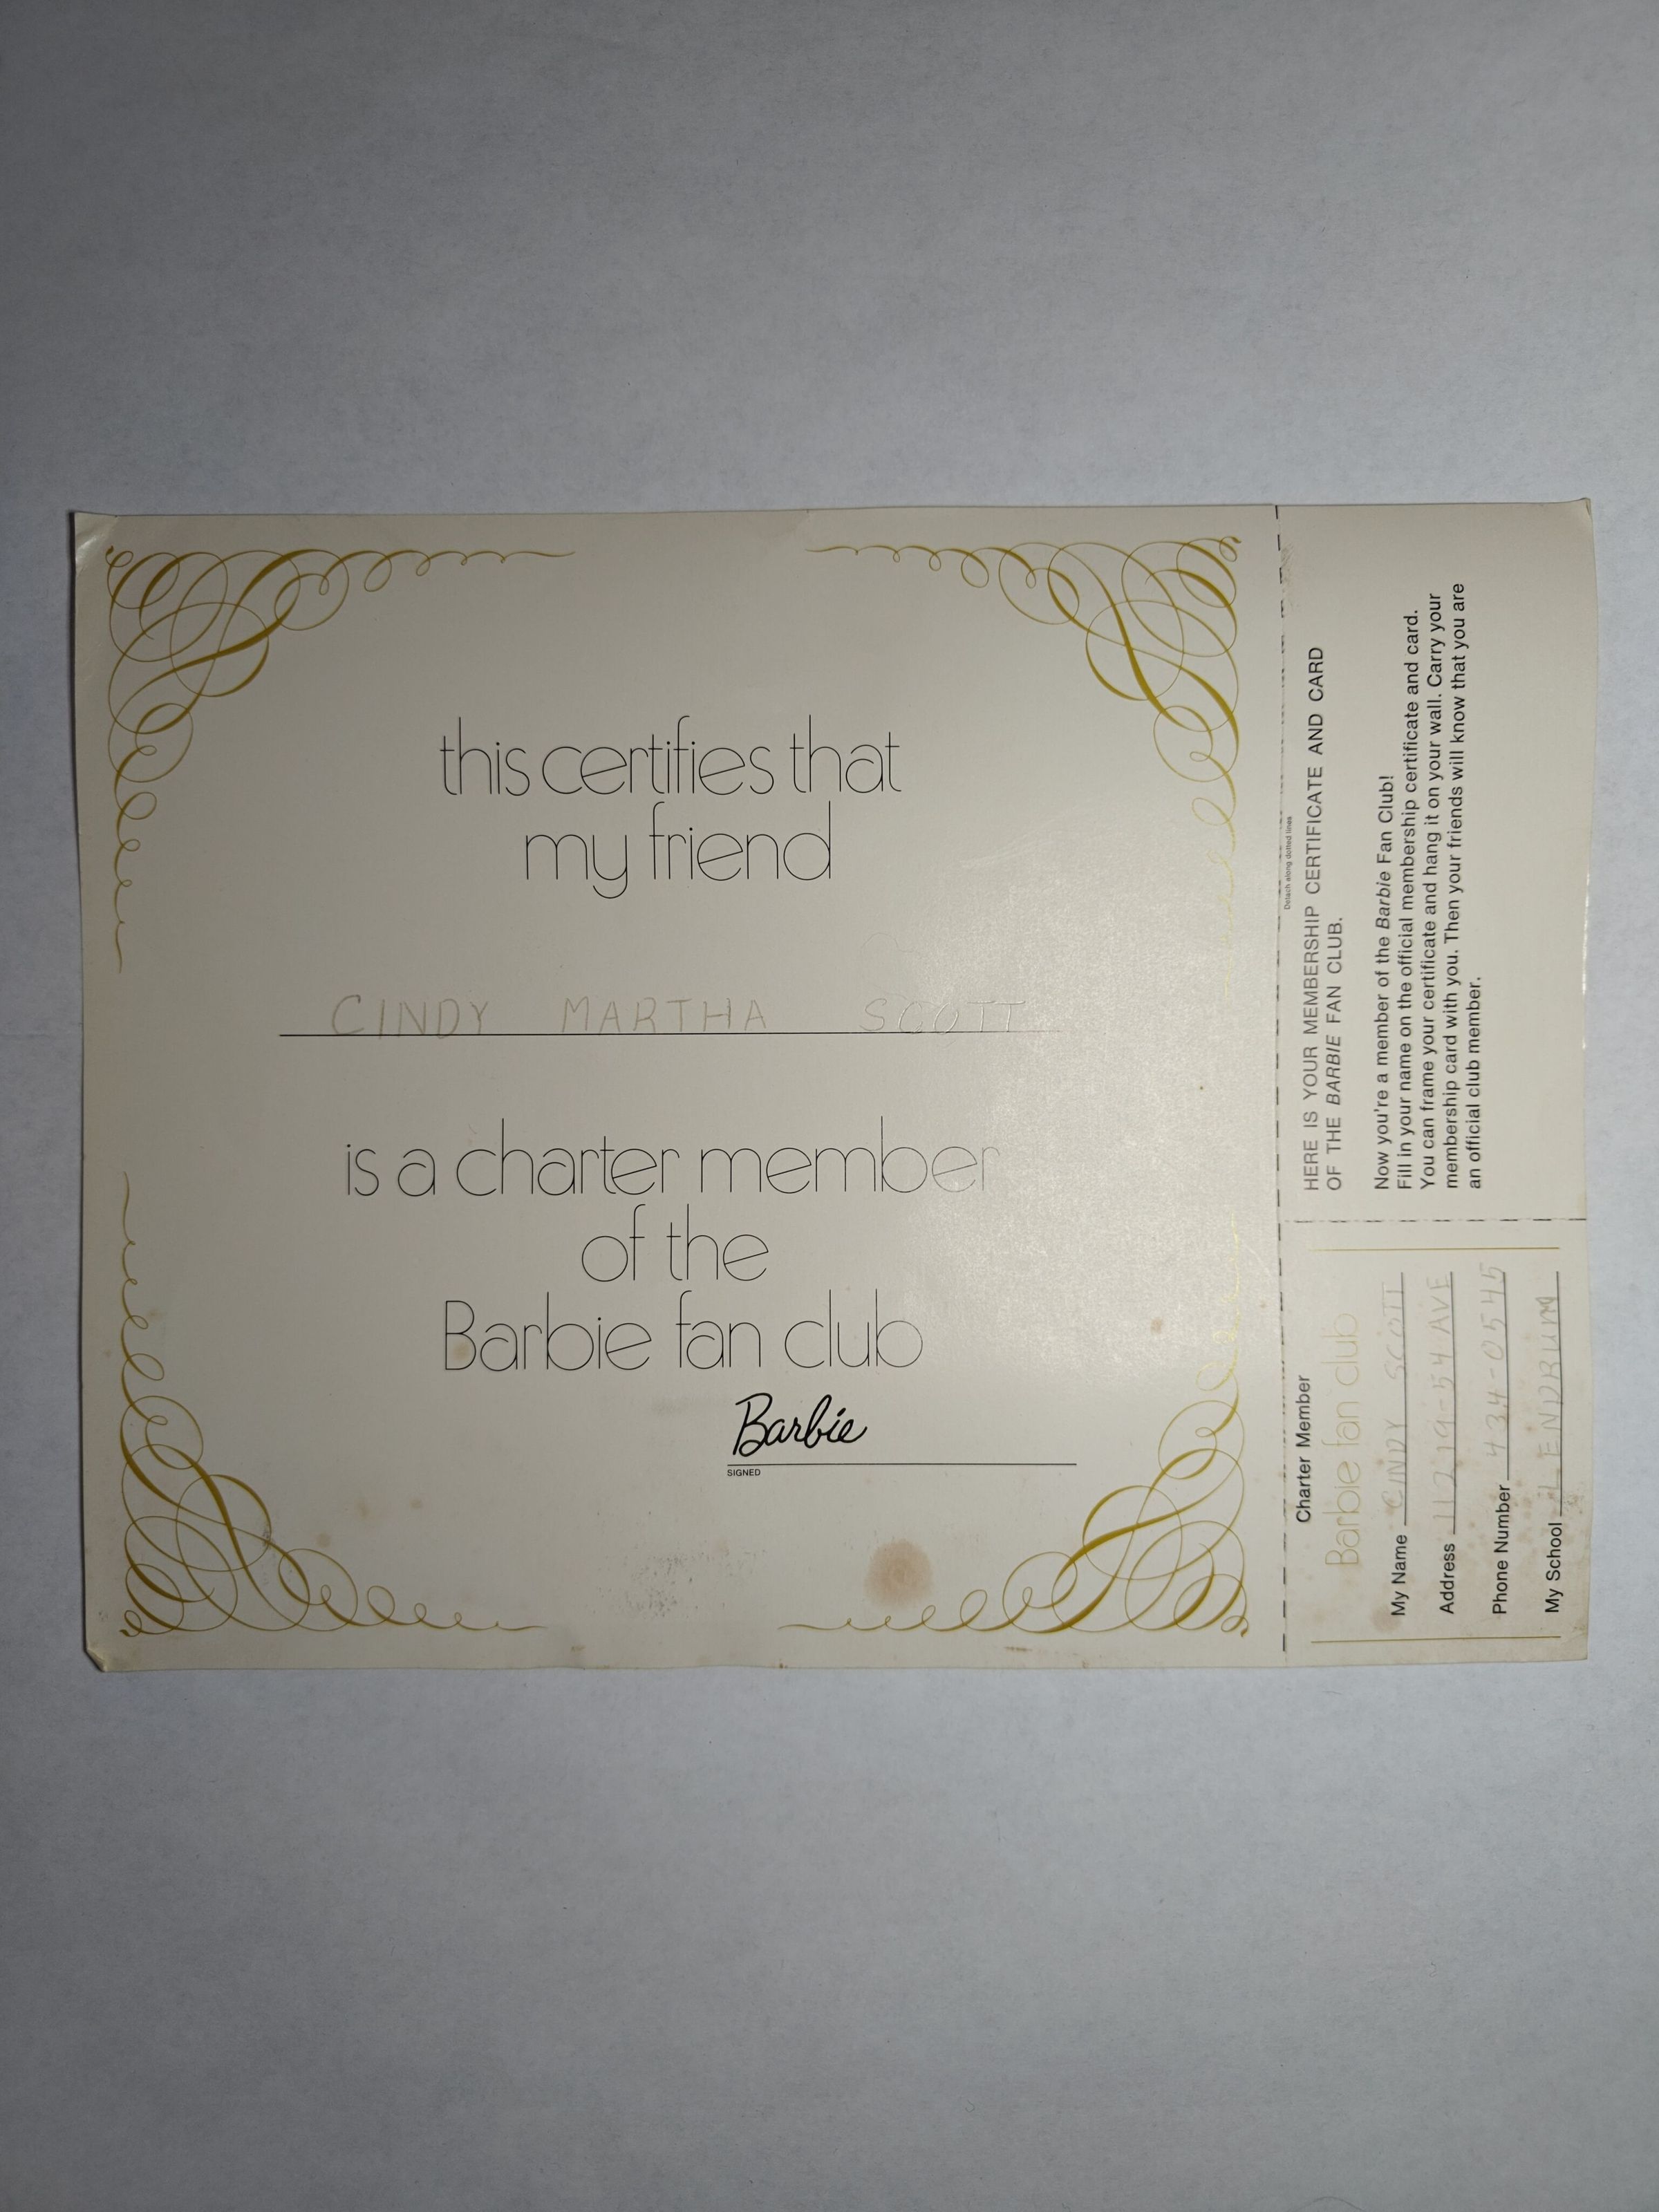 this certifies that
my friend
CINDY MARTHA SCOTT
is a charter member
of the
Barbie fan club
Barbie
SIGNED
Detach along dotted lines
HERE IS YOUR MEMBERSHIP CERTIFICATE AND CARD
OF THE BARBIE FAN CLUB.
Now you're a member of the Barbie Fan Club!
Fill in your name on the official membership certificate and card.
You can frame your certificate and hang it on your wall. Carry your
membership card with you. Then your friends will know that you are
an official club member.
Charter Member
Barbie fan club
My Name CINDY SCOTT
Address 11219-54 AVE
Phone Number 434-0545
My School